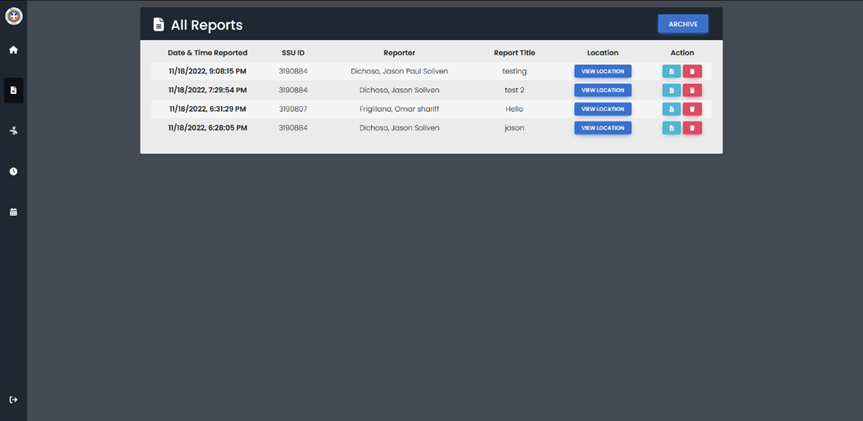 All Reports
ARCHIVE
Date & Time Reported SSU ID Reporter Report Title Location Action
11/18/2022, 9:08:15 PM 3190884 Dichoso, Jason Paul Soliven testing VIEW LOCATION
11/18/2022, 7:29:54 PM 3190884 Dichoso, Jason Soliven test 2 VIEW LOCATION
11/18/2022, 6:31:29 PM 3190807 Frigillana, Omar shariff Hello VIEW LOCATION
11/18/2022, 6:28:05 PM 3190884 Dichoso, Jason Soliven jason VIEW LOCATION